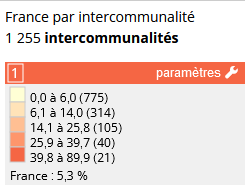 France par intercommunalité
1 255 intercommunalités
1 paramètres
0,0 à 6,0 (775)
6,1 à 14,0 (314)
14,1 à 25,8 (105)
25,9 à 39,7 (40)
39,8 à 89,9 (21)
France : 5,3 %